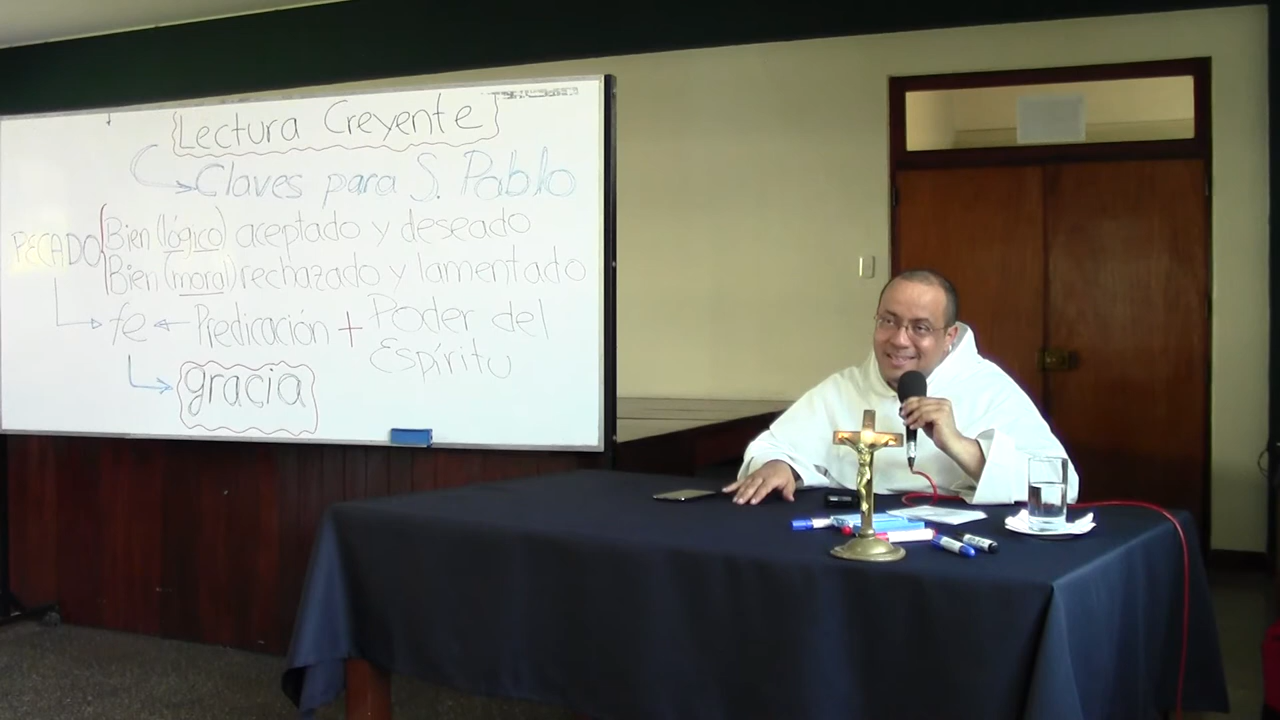 Lectura Creyente
Claves para S. Pablo
PECADO
Bien (lógico) aceptado y deseado
Bien (moral) rechazado y lamentado
fe Predicación + Poder del
Espíritu
gracia